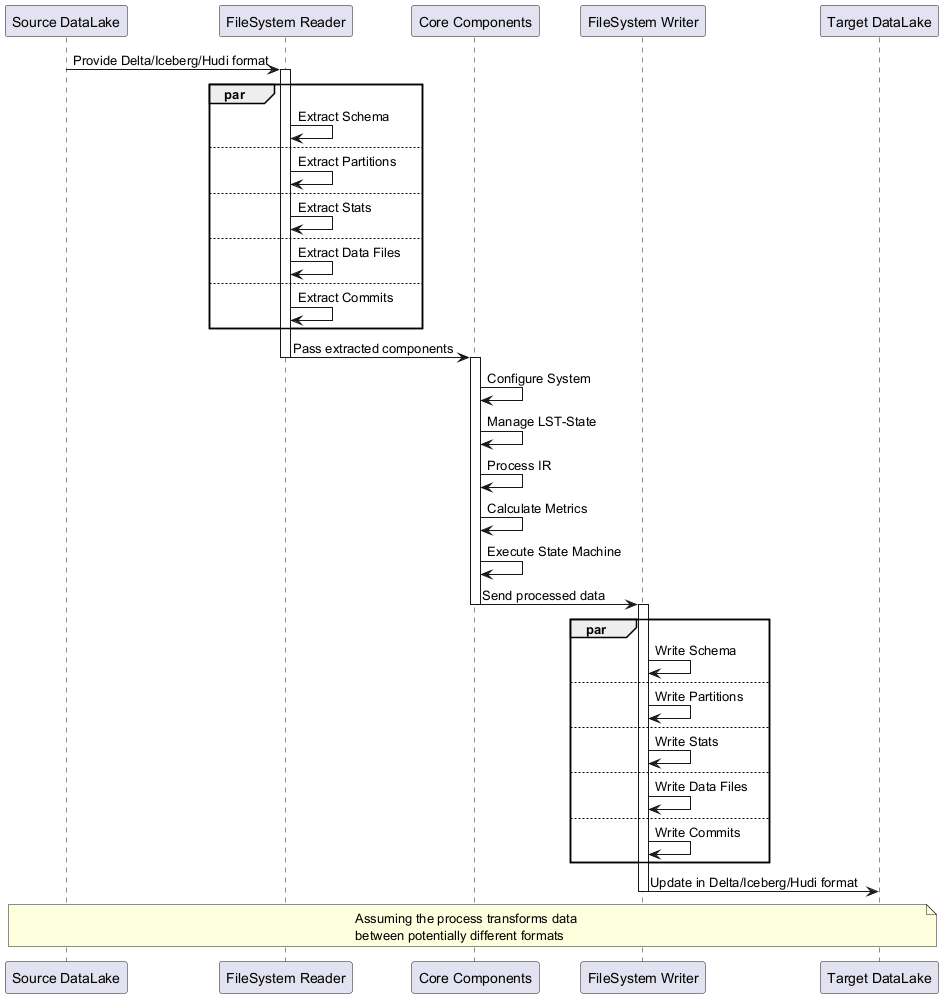 Source DataLake
FileSystem Reader
Core Components
FileSystem Writer
Target DataLake
Provide Delta/Iceberg/Hudi format
par
Extract Schema
Extract Partitions
Extract Stats
Extract Data Files
Extract Commits
Pass extracted components
Configure System
Manage LST-State
Process IR
Calculate Metrics
Execute State Machine
Send processed data
par
Write Schema
Write Partitions
Write Stats
Write Data Files
Write Commits
Update in Delta/Iceberg/Hudi format
Assuming the process transforms data
between potentially different formats
Source DataLake
FileSystem Reader
Core Components
FileSystem Writer
Target DataLake